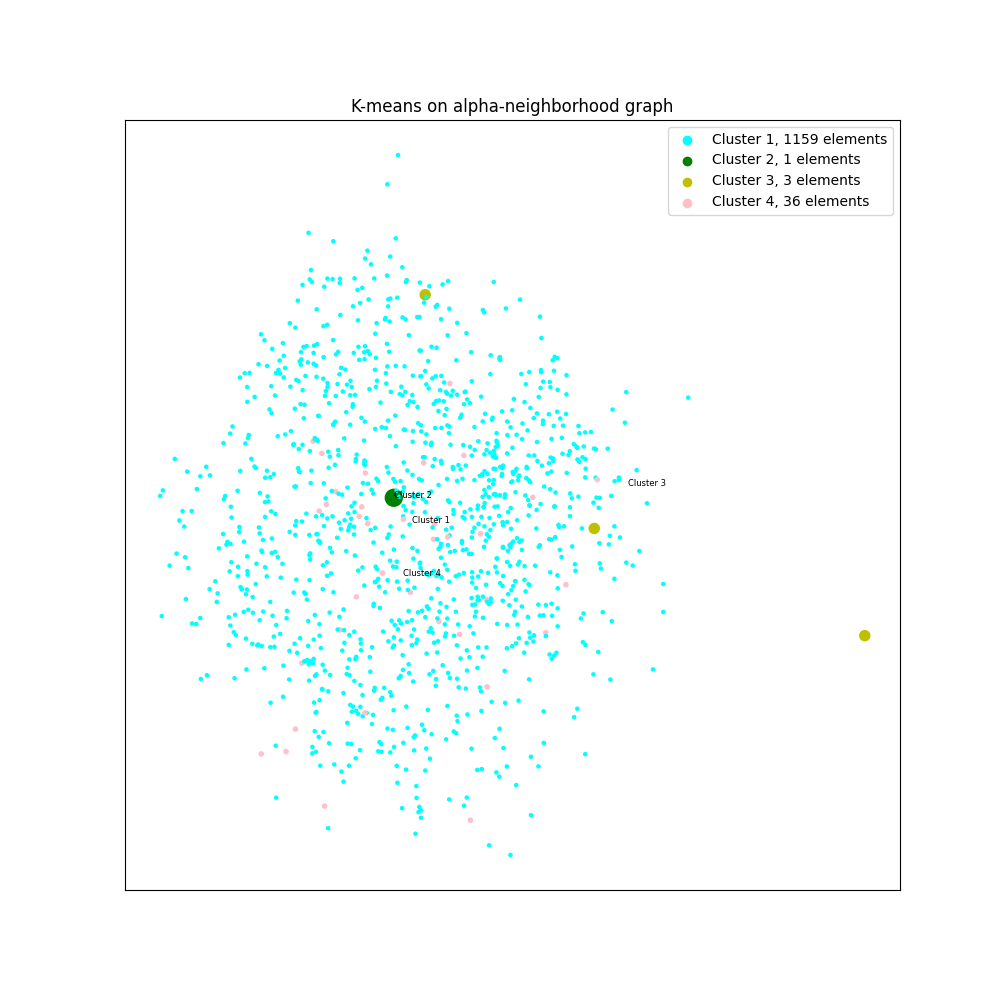 K-means on alpha-neighborhood graph
Cluster 1, 1159 elements
Cluster 2, 1 elements
Cluster 3, 3 elements
Cluster 4, 36 elements
Cluster 3
Cluster 2
Cluster 1
Cluster 4